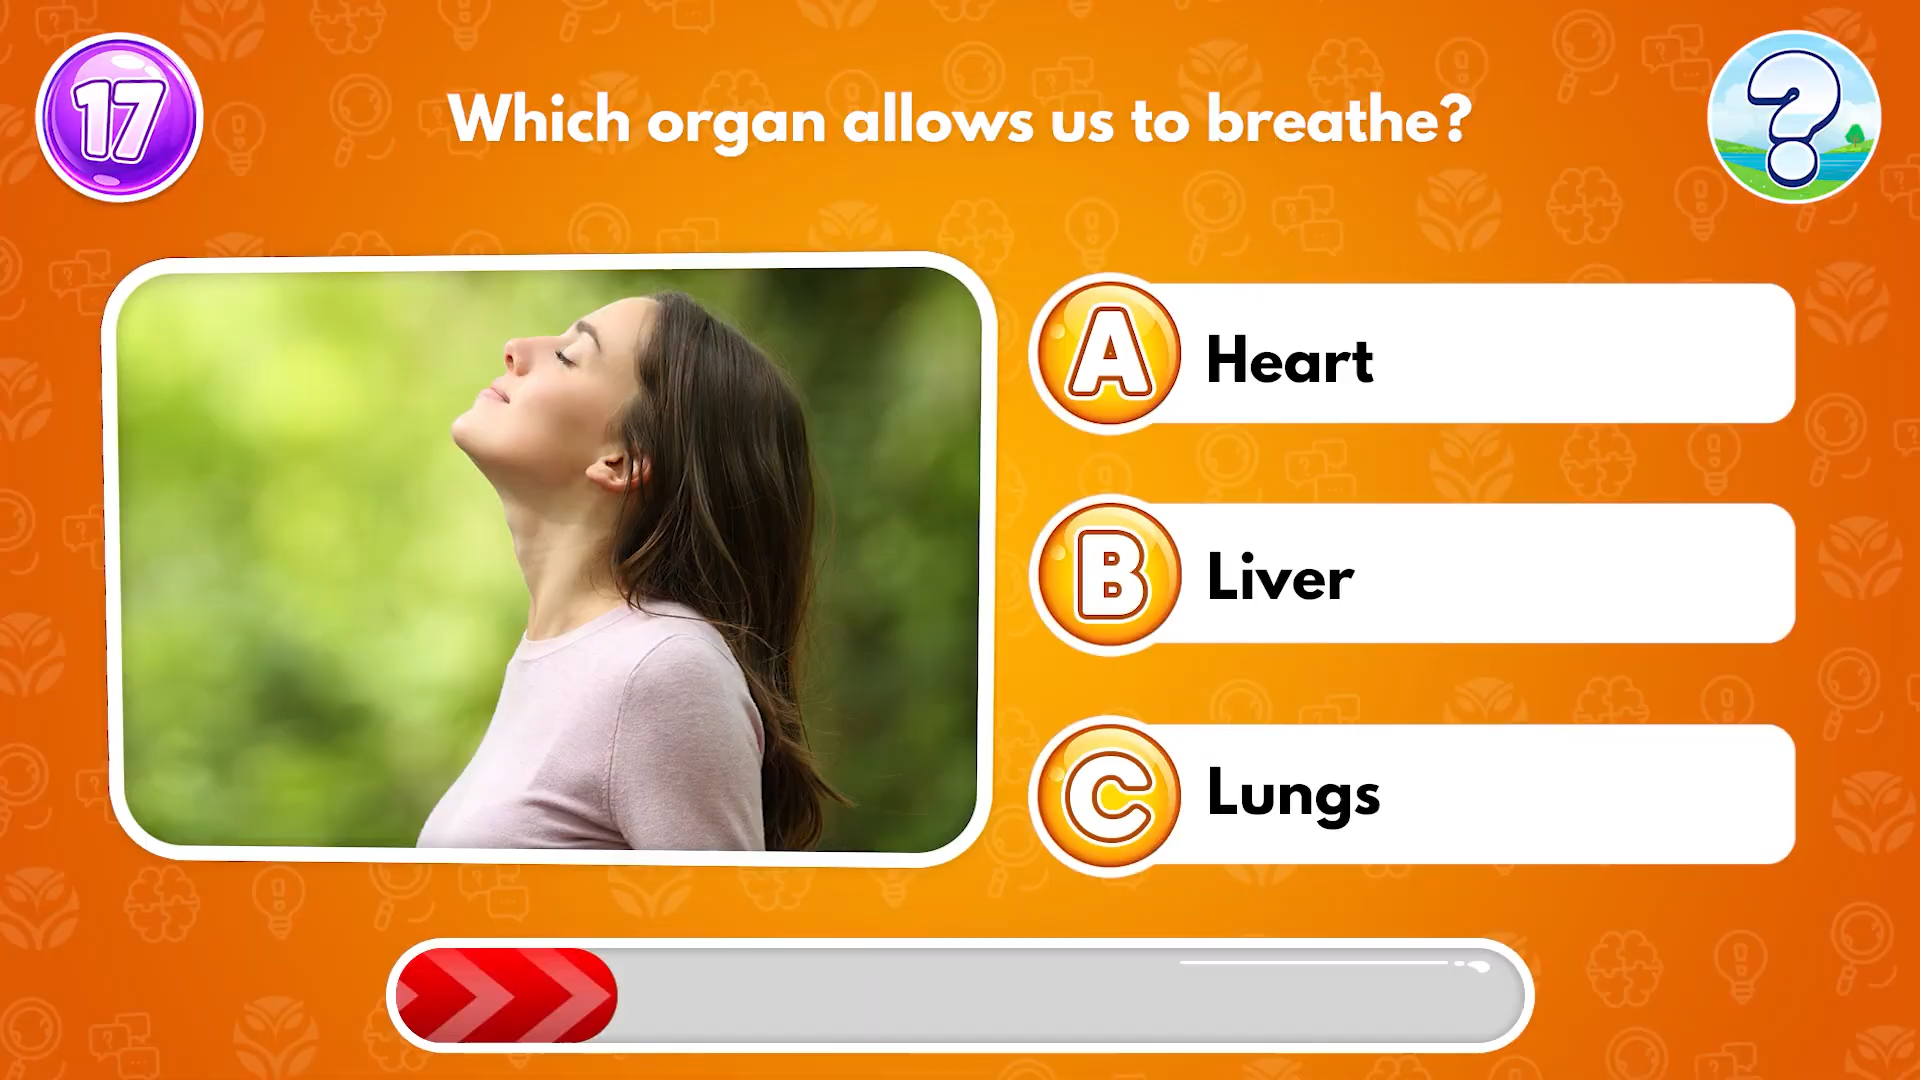 17
Which organ allows us to breathe?
?
A Heart
B Liver
C Lungs